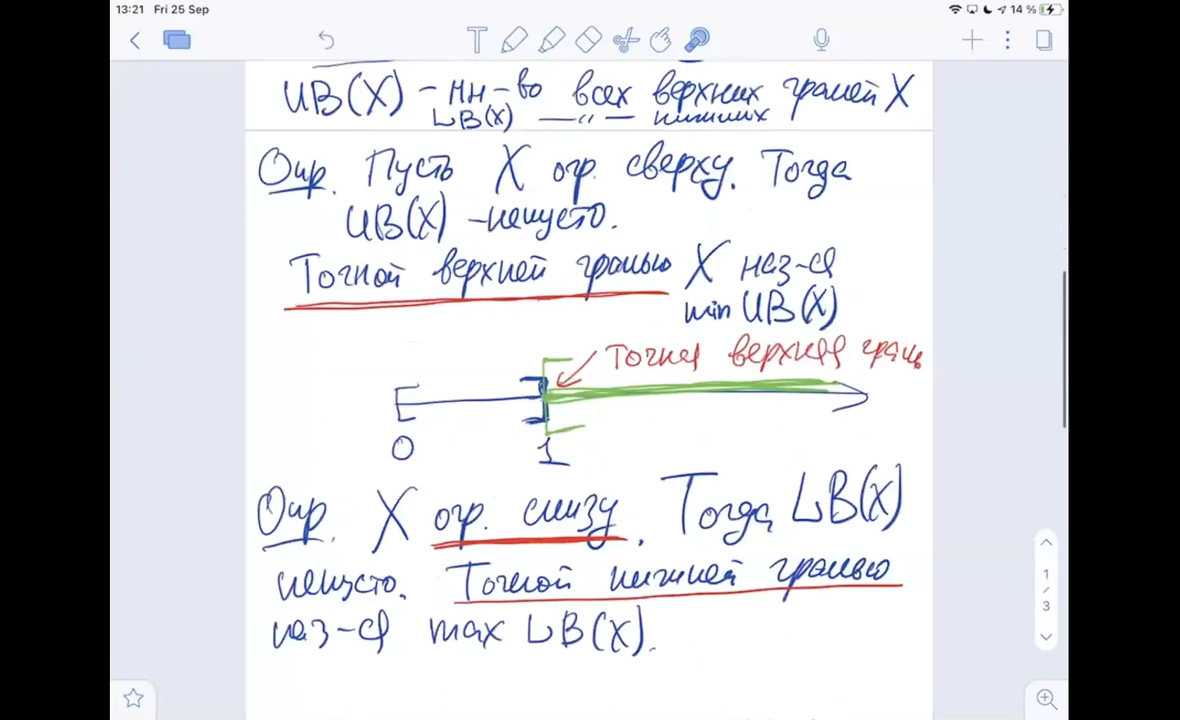 13:21 Fri 25 Sep
14 %
UB(X) – мн-во всех верхних граней X
LB(X) —"— нижних
Опр. Пусть X огр. сверху. Тогда
UB(X) – непусто.
Точной верхней гранью X наз-ся
min UB(X)
Точная верхняя грань
0 1
Опр. X огр. снизу. Тогда LB(X)
непусто. Точной нижней гранью
наз-ся max LB(X).
1
/
3